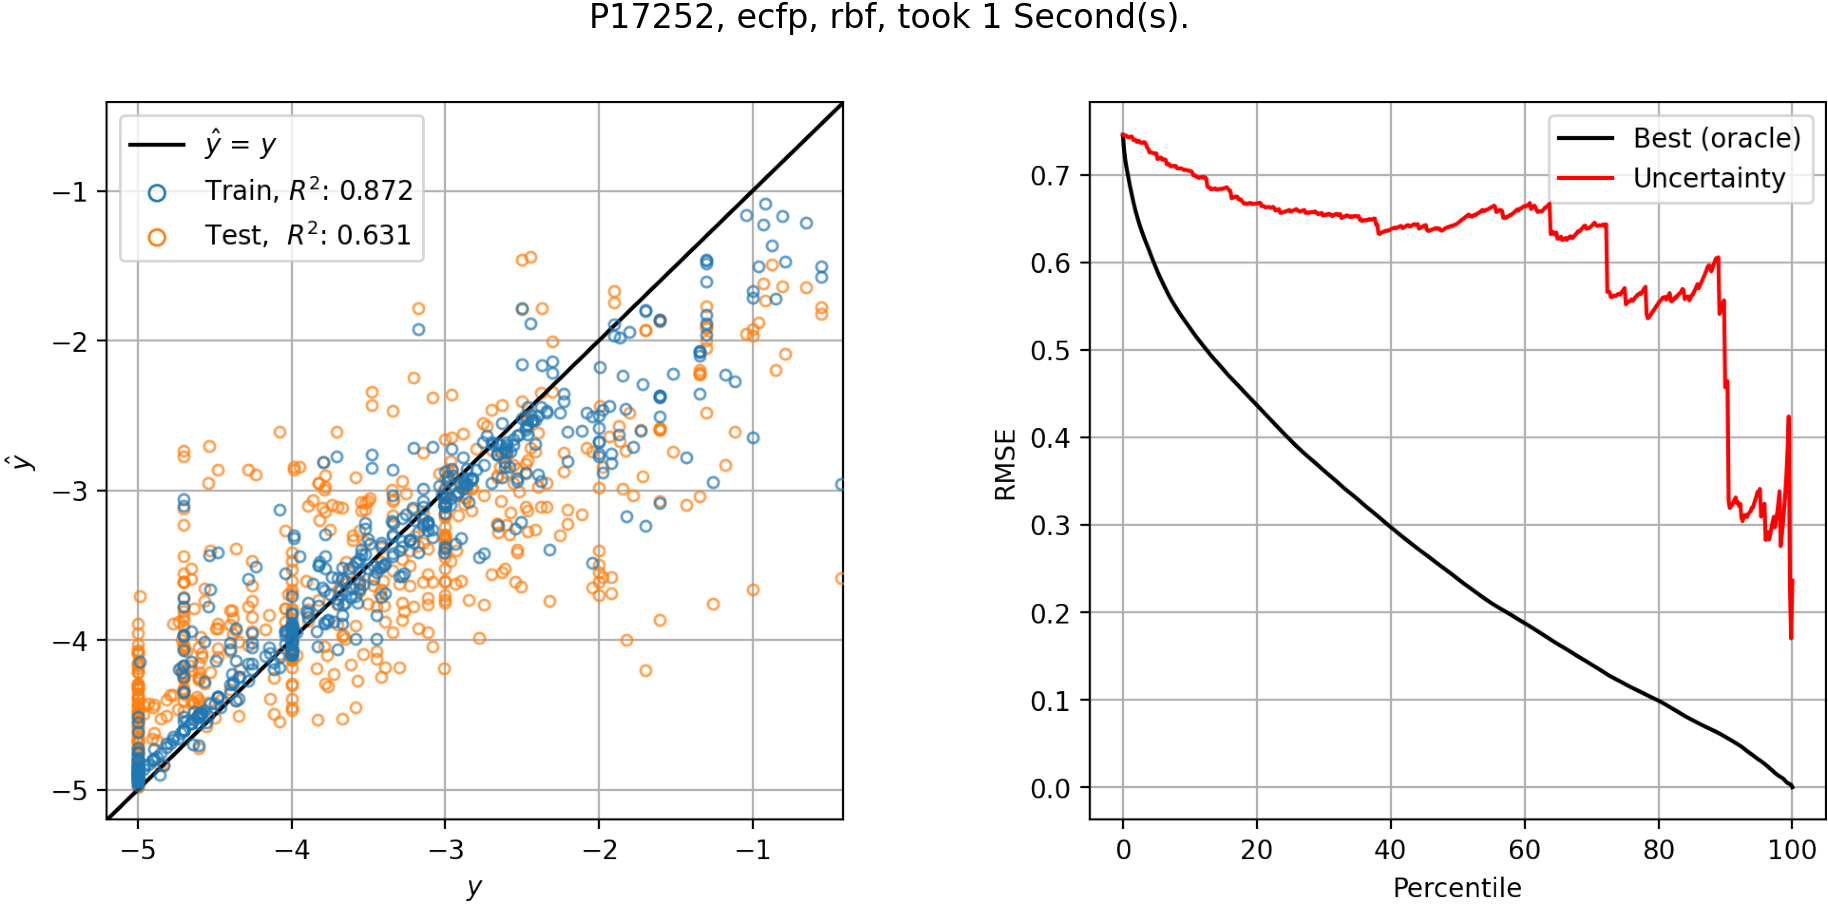 P17252, ecfp, rbf, took 1 Second(s).
ŷ = y
Train, R²: 0.872
Test, R²: 0.631
−1
−2
−3
−4
−5
ŷ
−5 −4 −3 −2 −1
y
Best (oracle)
Uncertainty
0.7
0.6
0.5
0.4
0.3
0.2
0.1
0.0
RMSE
0 20 40 60 80 100
Percentile